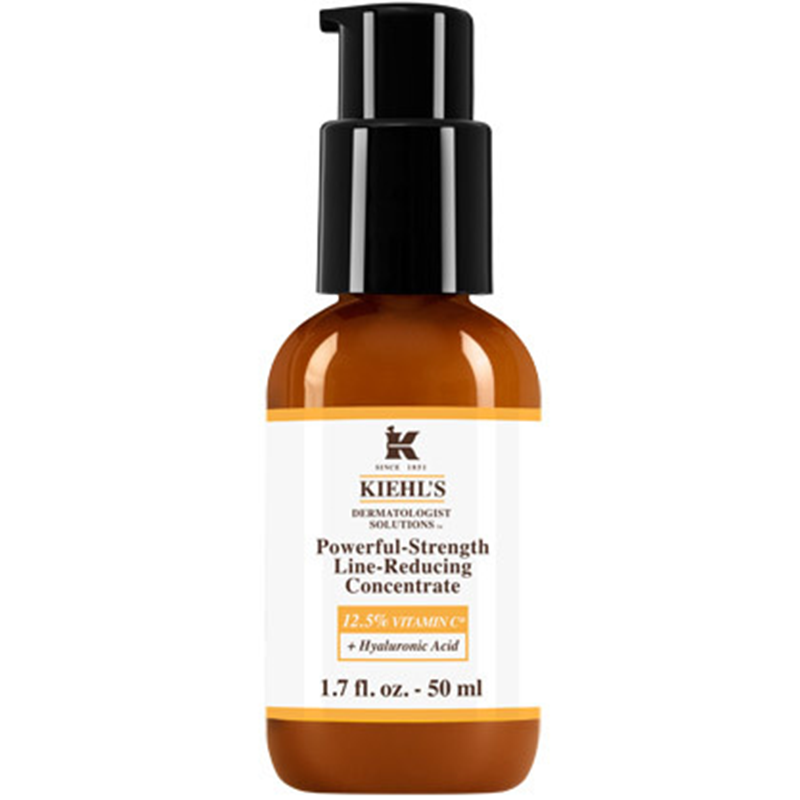 K
SINCE 1851
KIEHL'S
DERMATOLOGIST
SOLUTIONS™
Powerful-Strength
Line-Reducing
Concentrate
12.5% VITAMIN C*
+ Hyaluronic Acid
1.7 fl. oz. - 50 ml